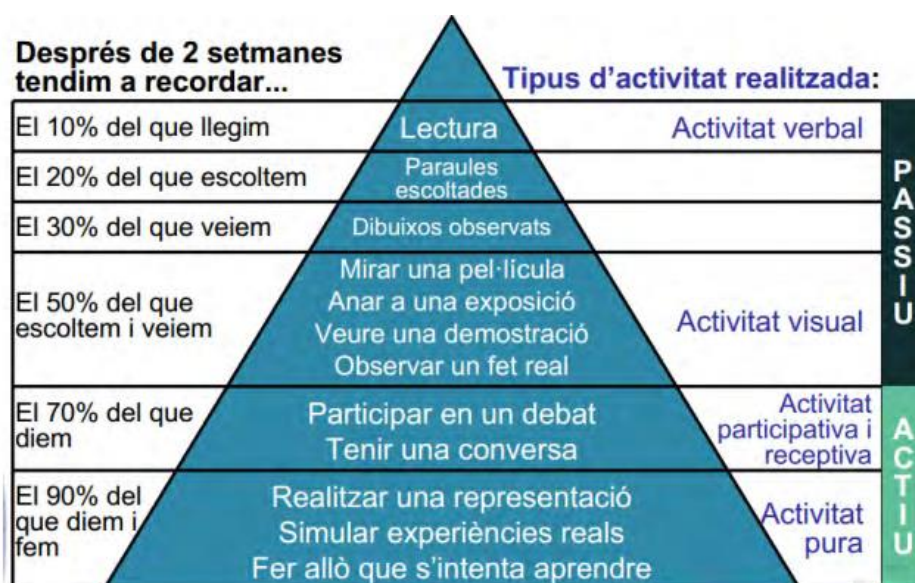 Després de 2 setmanes
tendim a recordar...
Tipus d'activitat realitzada:
El 10% del que llegim
Lectura
Activitat verbal
El 20% del que escoltem
Paraules
escoltades
El 30% del que veiem
Dibuixos observats
El 50% del que
escoltem i veiem
Mirar una pel·lícula
Anar a una exposició
Veure una demostració
Observar un fet real
Activitat visual
PASSIU
El 70% del que
diem
Participar en un debat
Tenir una conversa
Activitat
participativa i
receptiva
El 90% del
que diem i
fem
Realitzar una representació
Simular experiències reals
Fer allò que s'intenta aprendre
Activitat
pura
ACTIU